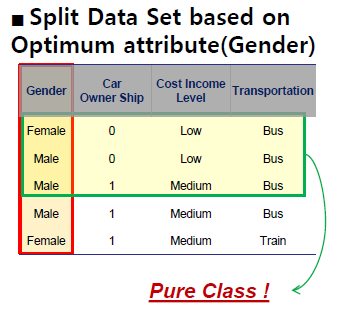 ■ Split Data Set based on
Optimum attribute(Gender)
Gender Car Owner Ship Cost Income Level Transportation
Female 0 Low Bus
Male 0 Low Bus
Male 1 Medium Bus
Male 1 Medium Bus
Female 1 Medium Train
Pure Class !